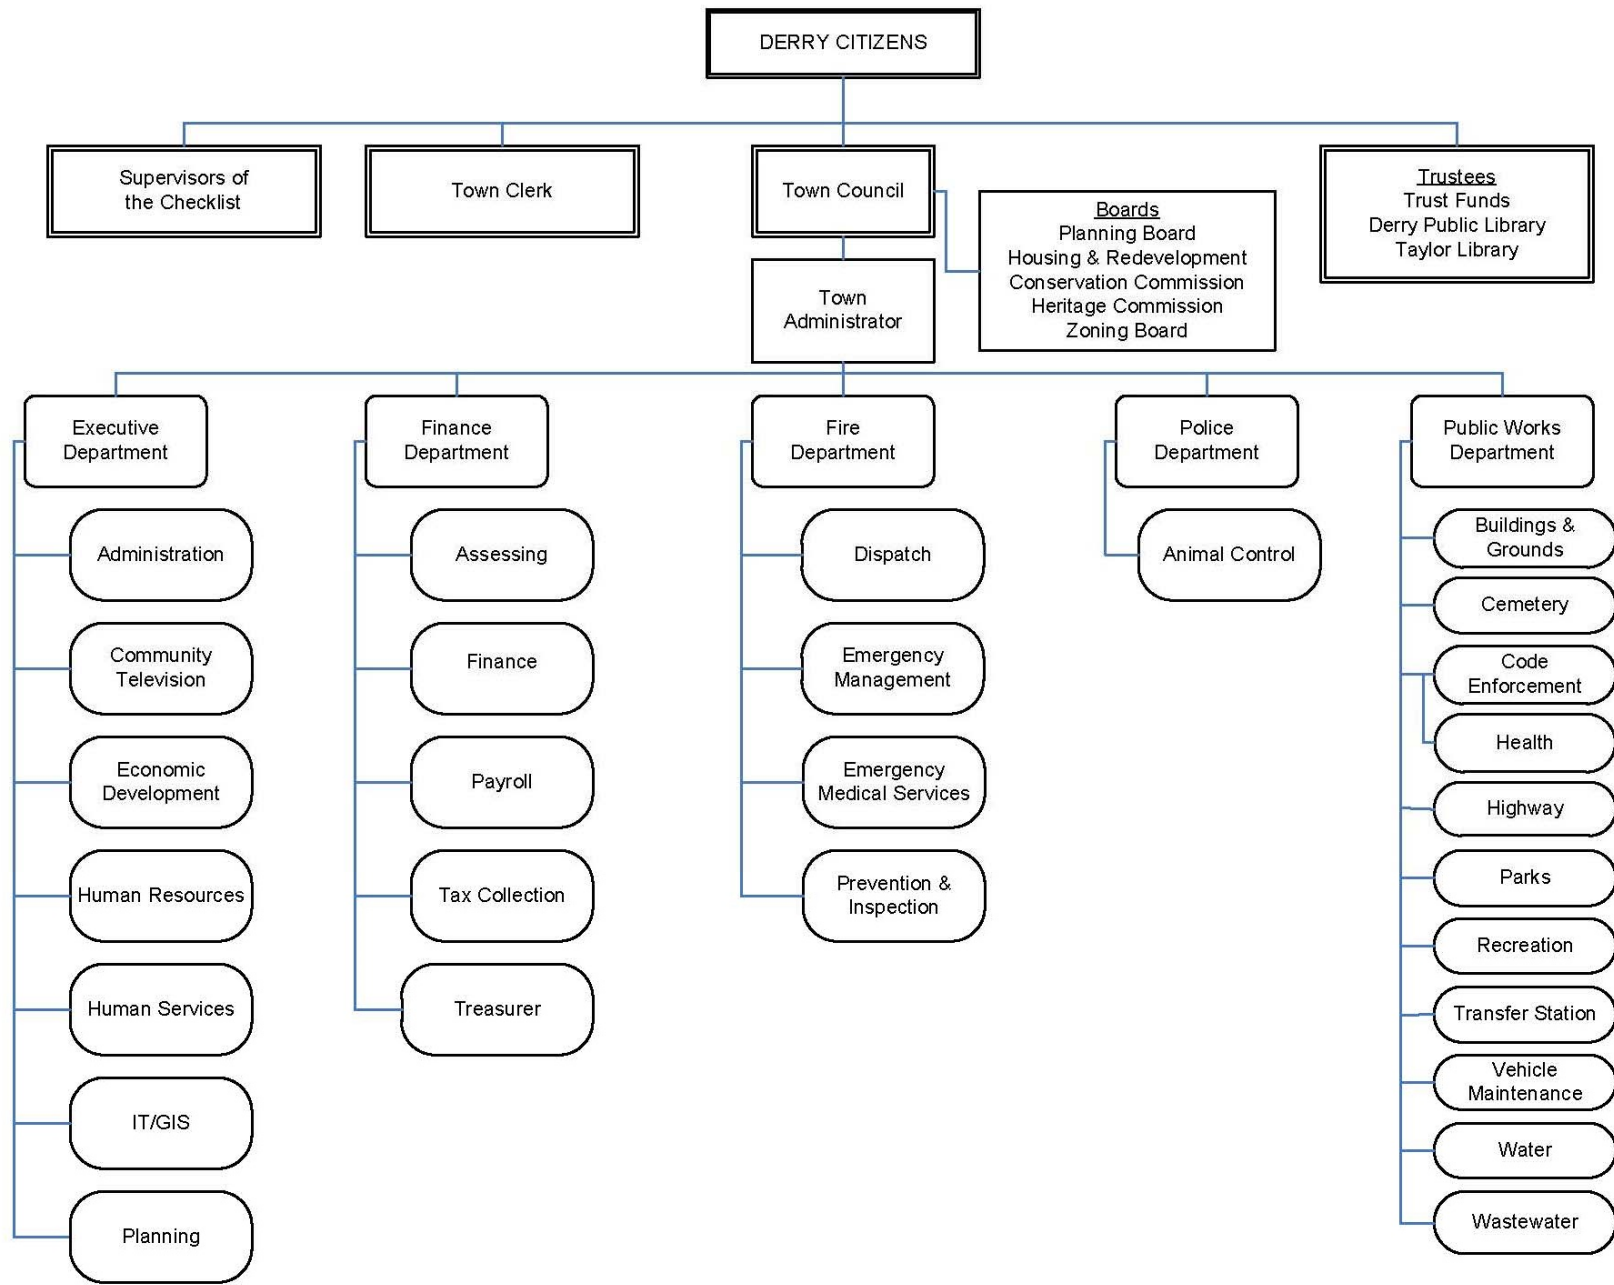 DERRY CITIZENS
Supervisors of
the Checklist
Town Clerk
Town Council
Boards
Planning Board
Housing & Redevelopment
Conservation Commission
Heritage Commission
Zoning Board
Trustees
Trust Funds
Derry Public Library
Taylor Library
Town
Administrator
Executive
Department
Administration
Community
Television
Economic
Development
Human Resources
Human Services
IT/GIS
Planning
Finance
Department
Assessing
Finance
Payroll
Tax Collection
Treasurer
Fire
Department
Dispatch
Emergency
Management
Emergency
Medical Services
Prevention &
Inspection
Police
Department
Animal Control
Public Works
Department
Buildings &
Grounds
Cemetery
Code
Enforcement
Health
Highway
Parks
Recreation
Transfer Station
Vehicle
Maintenance
Water
Wastewater